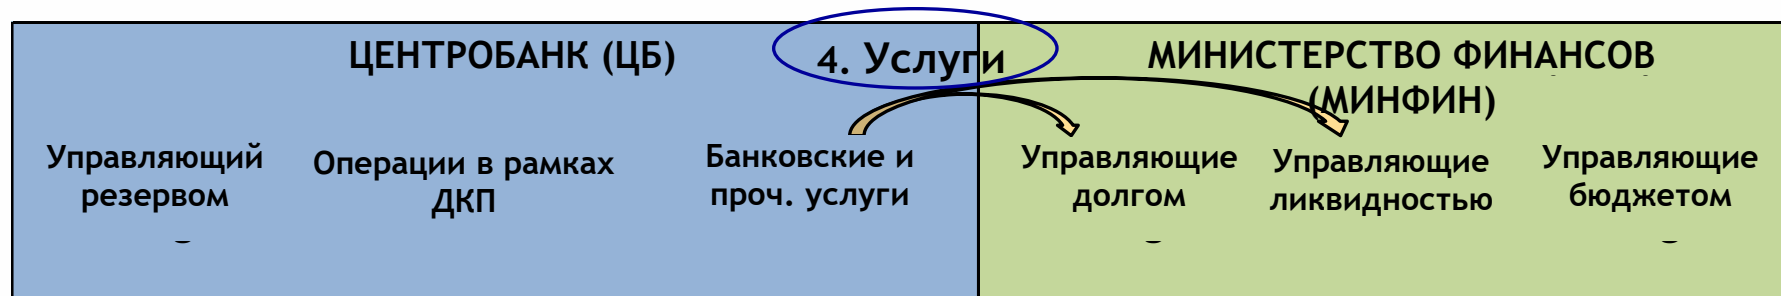 ЦЕНТРОБАНК (ЦБ)
4. Услуги
МИНИСТЕРСТВО ФИНАНСОВ
(МИНФИН)
Управляющий
резервом
Операции в рамках
ДКП
Банковские и
проч. услуги
Управляющие
долгом
Управляющие
ликвидностью
Управляющие
бюджетом